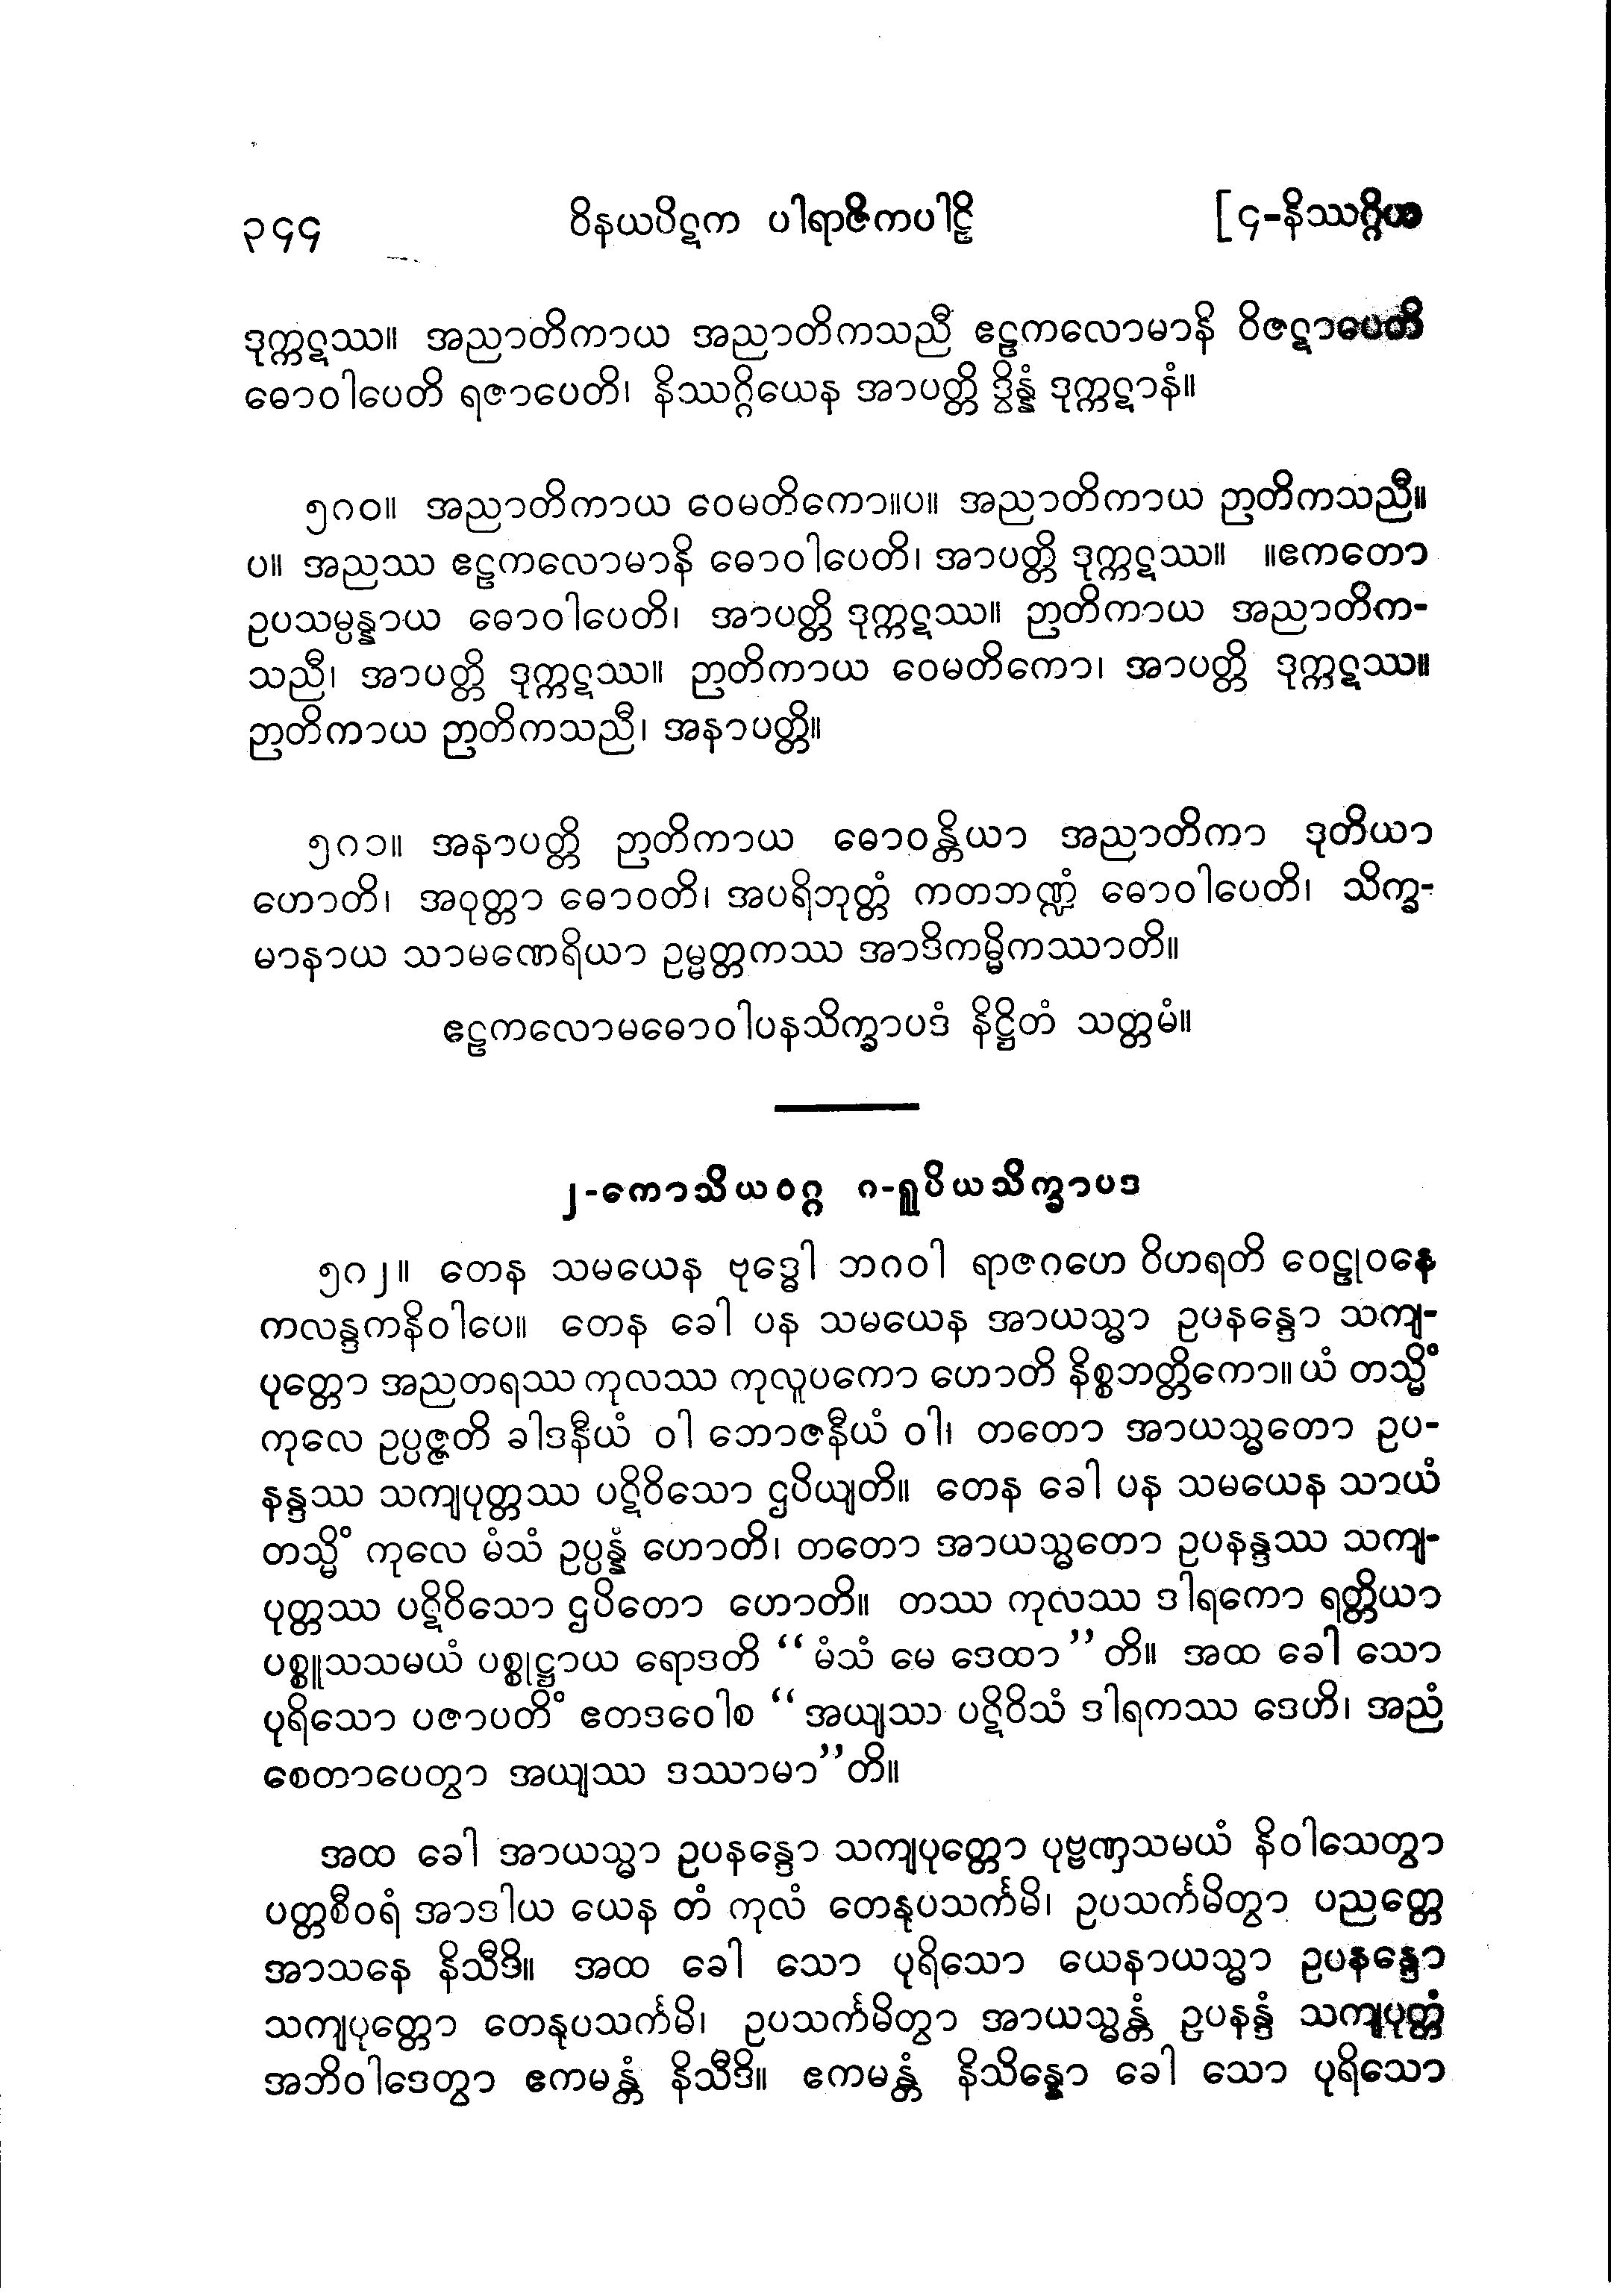 ၃၄၄ ဝိနယပိဋက ပါရာဇိကပါဠိ [၄-နိဿဂ္ဂိယ
ဒုက္ကဋဿ။ အညာတိကာယ အညာတိကသညီ ဧဠကလောမာနိ ဝိဇဋာပေတိ
ဓောဝါပေတိ ရဇာပေတိ၊ နိဿဂ္ဂိယေန အာပတ္တိ ဒွိန္နံ ဒုက္ကဋာနံ။
၅၈၀။ အညာတိကာယ ဝေမတိကော။ပ။ အညာတိကာယ ဉာတိကသညီ။
ပ။ အညဿ ဧဠကလောမာနိ ဓောဝါပေတိ၊ အာပတ္တိ ဒုက္ကဋဿ။ ။ဧကတော
ဥပသမ္ပန္နာယ ဓောဝါပေတိ၊ အာပတ္တိ ဒုက္ကဋဿ။ ဉာတိကာယ အညာတိက-
သညီ၊ အာပတ္တိ ဒုက္ကဋဿ။ ဉာတိကာယ ဝေမတိကော၊ အာပတ္တိ ဒုက္ကဋဿ။
ဉာတိကာယ ဉာတိကသညီ၊ အနာပတ္တိ။
၅၈၁။ အနာပတ္တိ ဉာတိကာယ ဓောဝန္တိယာ အညာတိကာ ဒုတိယာ
ဟောတိ၊ အဝုတ္တာ ဓောဝတိ၊ အပရိဘုတ္တံ ကတဘဏ္ဍံ ဓောဝါပေတိ၊ သိက္ခ-
မာနာယ သာမဏေရိယာ ဥမ္မတ္တကဿ အာဒိကမ္မိကဿာတိ။
ဧဠကလောမဓောဝါပနသိက္ခာပဒံ နိဋ္ဌိတံ သတ္တမံ။
၂-ကောသိယဝဂ္ဂ ၈-ရူပိယသိက္ခာပဒ
၅၈၂။ တေန သမယေန ဗုဒ္ဓေါ ဘဂဝါ ရာဇဂဟေ ဝိဟရတိ ဝေဠုဝနေ
ကလန္ဒကနိဝါပေ။ တေန ခေါ ပန သမယေန အာယသ္မာ ဥပနန္ဒော သကျ-
ပုတ္တော အညတရဿ ကုလဿ ကုလူပကော ဟောတိ နိစ္စဘတ္တိကော။ ယံ တသ္မိံ
ကုလေ ဥပ္ပဇ္ဇတိ ခါဒနီယံ ဝါ ဘောဇနီယံ ဝါ၊ တတော အာယသ္မတော ဥပ-
နန္ဒဿ သကျပုတ္တဿ ပဋိဝိသော ဌပိယျတိ။ တေန ခေါ ပန သမယေန သာယံ
တသ္မိံ ကုလေ မံသံ ဥပ္ပန္နံ ဟောတိ၊ တတော အာယသ္မတော ဥပနန္ဒဿ သကျ-
ပုတ္တဿ ပဋိဝိသော ဌပိတော ဟောတိ။ တဿ ကုလဿ ဒါရကော ရတ္တိယာ
ပစ္စူသသမယံ ပစ္စုဋ္ဌာယ ရောဒတိ “မံသံ မေ ဒေထာ”တိ။ အထ ခေါ သော
ပုရိသော ပဇာပတိံ ဧတဒဝေါစ “အယျဿ ပဋိဝိသံ ဒါရကဿ ဒေဟိ၊ အညံ
စေတာပေတွာ အယျဿ ဒဿာမာ”တိ။
အထ ခေါ အာယသ္မာ ဥပနန္ဒော သကျပုတ္တော ပုဗ္ဗဏှသမယံ နိဝါသေတွာ
ပတ္တစီဝရံ အာဒါယ ယေန တံ ကုလံ တေနုပသင်္ကမိ၊ ဥပသင်္ကမိတွာ ပညတ္တေ
အာသနေ နိသီဒိ။ အထ ခေါ သော ပုရိသော ယေနာယသ္မာ ဥပနန္ဒော
သကျပုတ္တော တေနုပသင်္ကမိ၊ ဥပသင်္ကမိတွာ အာယသ္မန္တံ ဥပနန္ဒံ သကျပုတ္တံ
အဘိဝါဒေတွာ ဧကမန္တံ နိသီဒိ။ ဧကမန္တံ နိသိန္နော ခေါ သော ပုရိသော